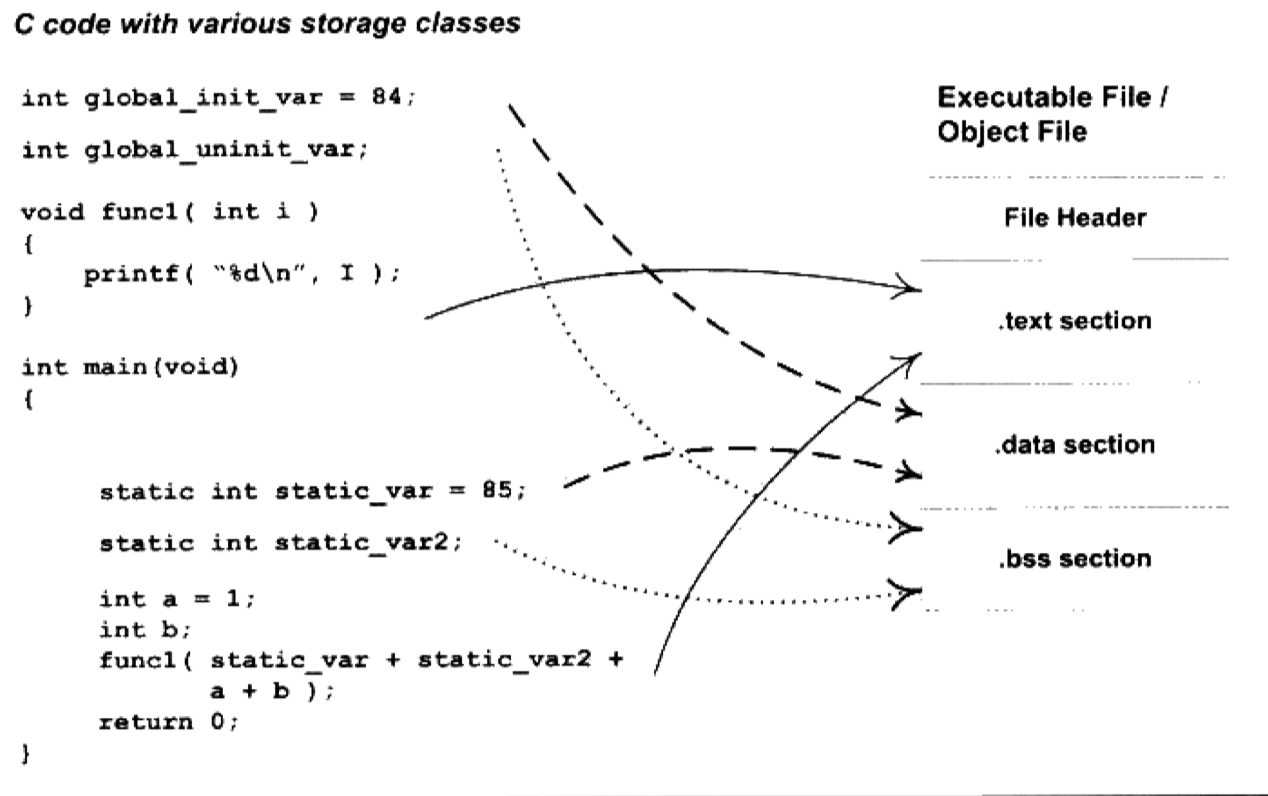 C code with various storage classes
int global_init_var = 84;
int global_uninit_var;
void func1( int i )
{
printf( "%d\n", I );
}
int main(void)
{
static int static_var = 85;
static int static_var2;
int a = 1;
int b;
func1( static_var + static_var2 +
a + b );
return 0;
}
Executable File /
Object File
File Header
.text section
.data section
.bss section